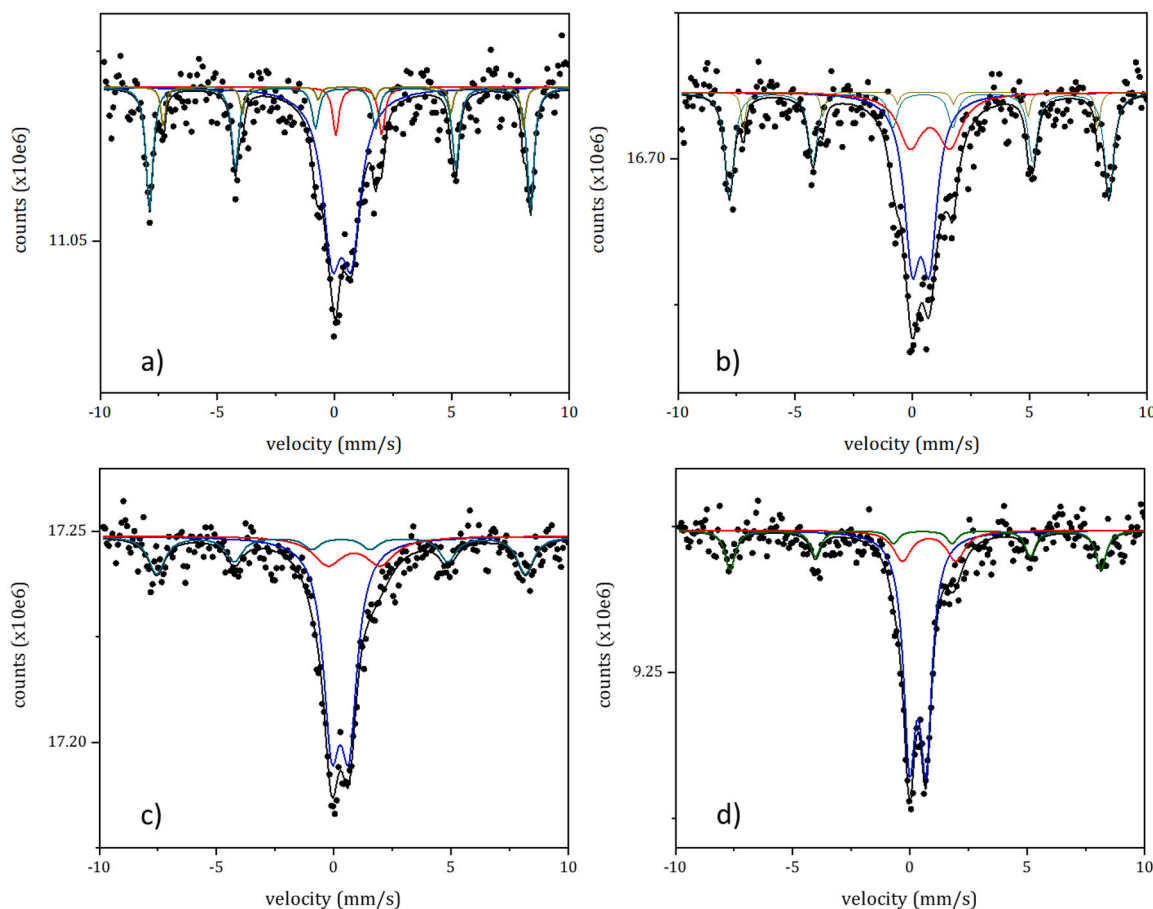 counts (x10e6)
11.05
a)
-10 -5 0 5 10
velocity (mm/s)
counts (x10e6)
16.70
b)
-10 -5 0 5 10
velocity (mm/s)
counts (x10e6)
17.25
17.20
c)
-10 -5 0 5 10
velocity (mm/s)
counts (x10e6)
9.25
d)
-10 -5 0 5 10
velocity (mm/s)